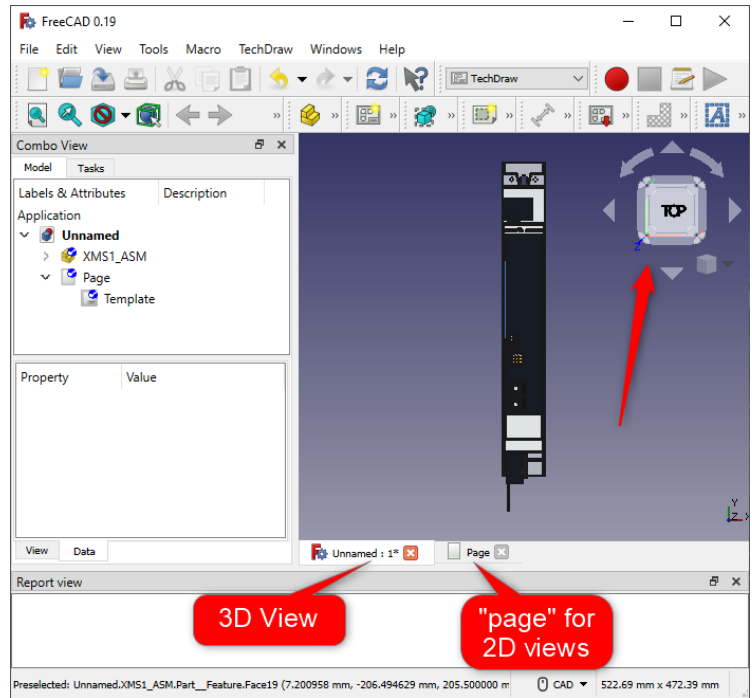 FreeCAD 0.19
File Edit View Tools Macro TechDraw Windows Help
TechDraw
A
Combo View
Model Tasks
Labels & Attributes Description
Application
Unnamed
XMS1_ASM
Page
Template
Property Value
View Data
TOP
Z
Y
Z
X
Unnamed : 1*
Page
Report view
3D View
"page" for
2D views
Preselected: Unnamed.XMS1_ASM.Part__Feature.Face19 (7.200958 mm, -206.494629 mm, 205.500000 m
CAD
522.69 mm x 472.39 mm